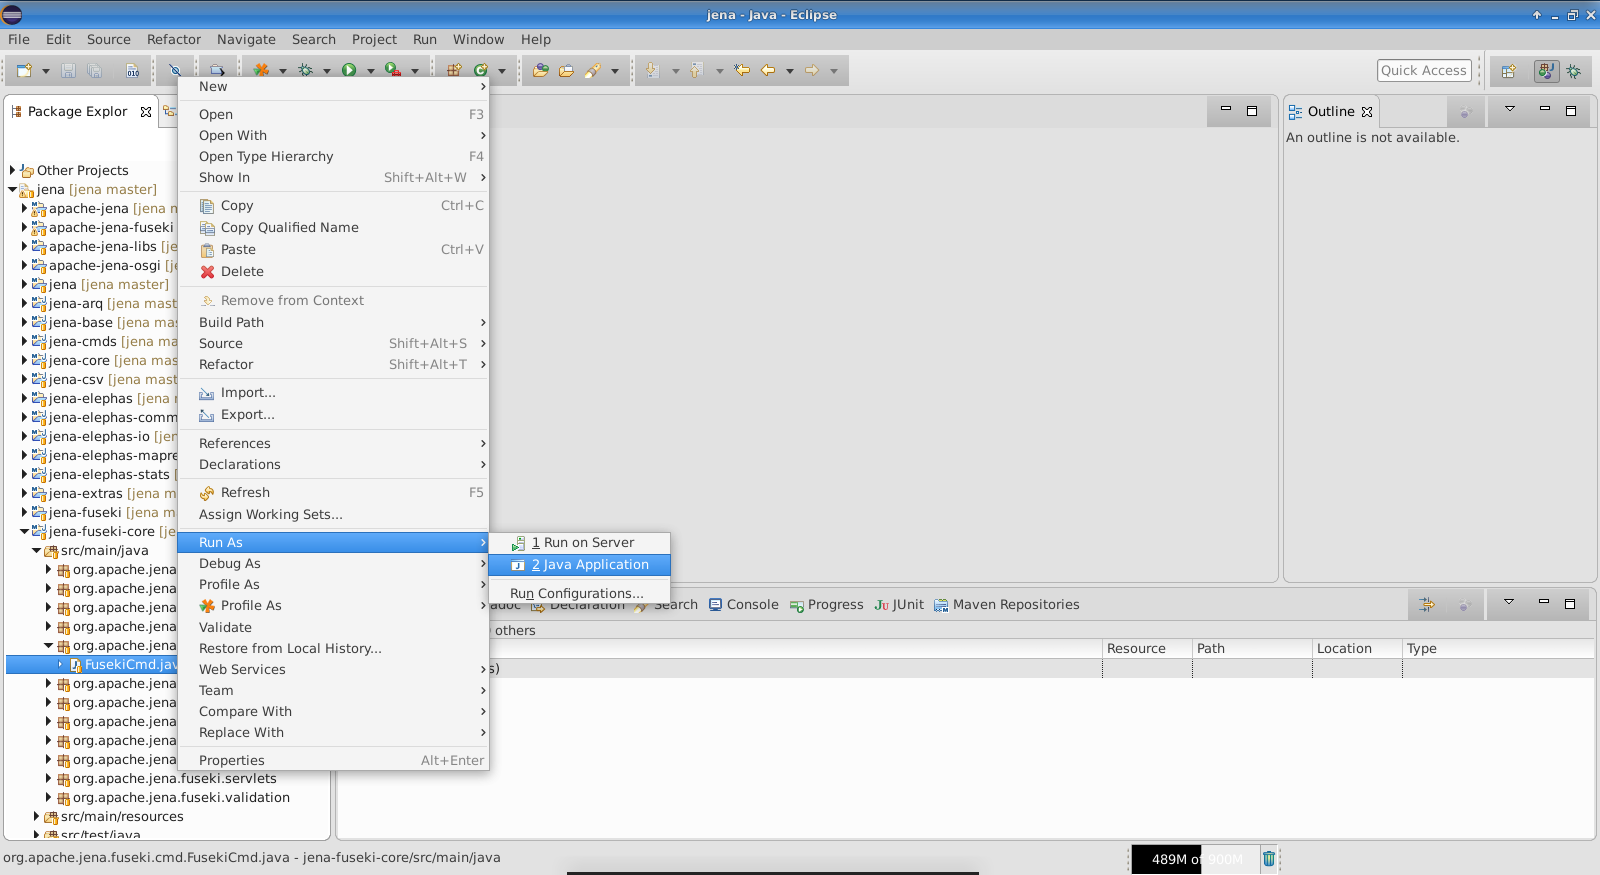 jena - Java - Eclipse
File Edit Source Refactor Navigate Search Project Run Window Help
010
Quick Access
Package Explor
Outline
An outline is not available.
Other Projects
jena [jena master]
apache-jena [jena m
apache-jena-fuseki
apache-jena-libs [je
apache-jena-osgi [je
jena [jena master]
jena-arq [jena mast
jena-base [jena mas
jena-cmds [jena ma
jena-core [jena mas
jena-csv [jena mast
jena-elephas [jena
jena-elephas-comm
jena-elephas-io [jen
jena-elephas-mapre
jena-elephas-stats [
jena-extras [jena m
jena-fuseki [jena m
jena-fuseki-core [je
src/main/java
org.apache.jena
org.apache.jena
org.apache.jena
org.apache.jena
org.apache.jena
FusekiCmd.jav
org.apache.jena
org.apache.jena
org.apache.jena
org.apache.jena
org.apache.jena
org.apache.jena.fuseki.servlets
org.apache.jena.fuseki.validation
src/main/resources
src/test/java
New
Open F3
Open With
Open Type Hierarchy F4
Show In Shift+Alt+W
Copy Ctrl+C
Copy Qualified Name
Paste Ctrl+V
Delete
Remove from Context
Build Path
Source Shift+Alt+S
Refactor Shift+Alt+T
Import...
Export...
References
Declarations
Refresh F5
Assign Working Sets...
Run As
Debug As
Profile As
Profile As
Validate
Restore from Local History...
Web Services
Team
Compare With
Replace With
Properties Alt+Enter
1 Run on Server
2 Java Application
Run Configurations...
adoc Declaration Search Console Progress JUnit Maven Repositories
others
Resource Path Location Type
s)
org.apache.jena.fuseki.cmd.FusekiCmd.java - jena-fuseki-core/src/main/java
489M of 900M